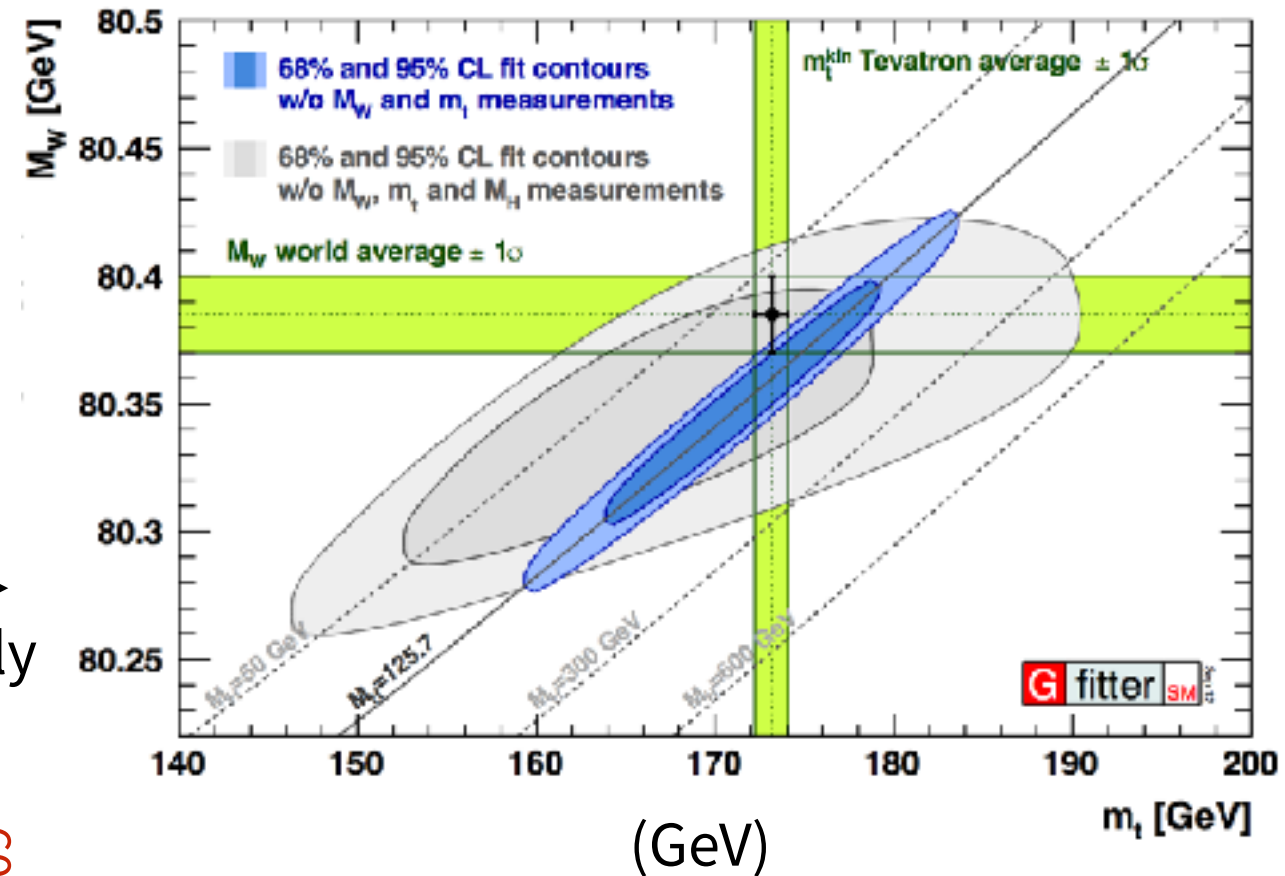 80.5
80.45
80.4
80.35
80.3
80.25
M_W [GeV]
68% and 95% CL fit contours
w/o M_W and m_t measurements
68% and 95% CL fit contours
w/o M_W, m_t and M_H measurements
M_W world average ± 1σ
m_t^kin Tevatron average ± 1σ
M_H=50 GeV
M_H=125.7
M_H=300 GeV
M_H=600 GeV
G fitter SM
140 150 160 170 180 190 200
m_t [GeV]
(GeV)
ly
s